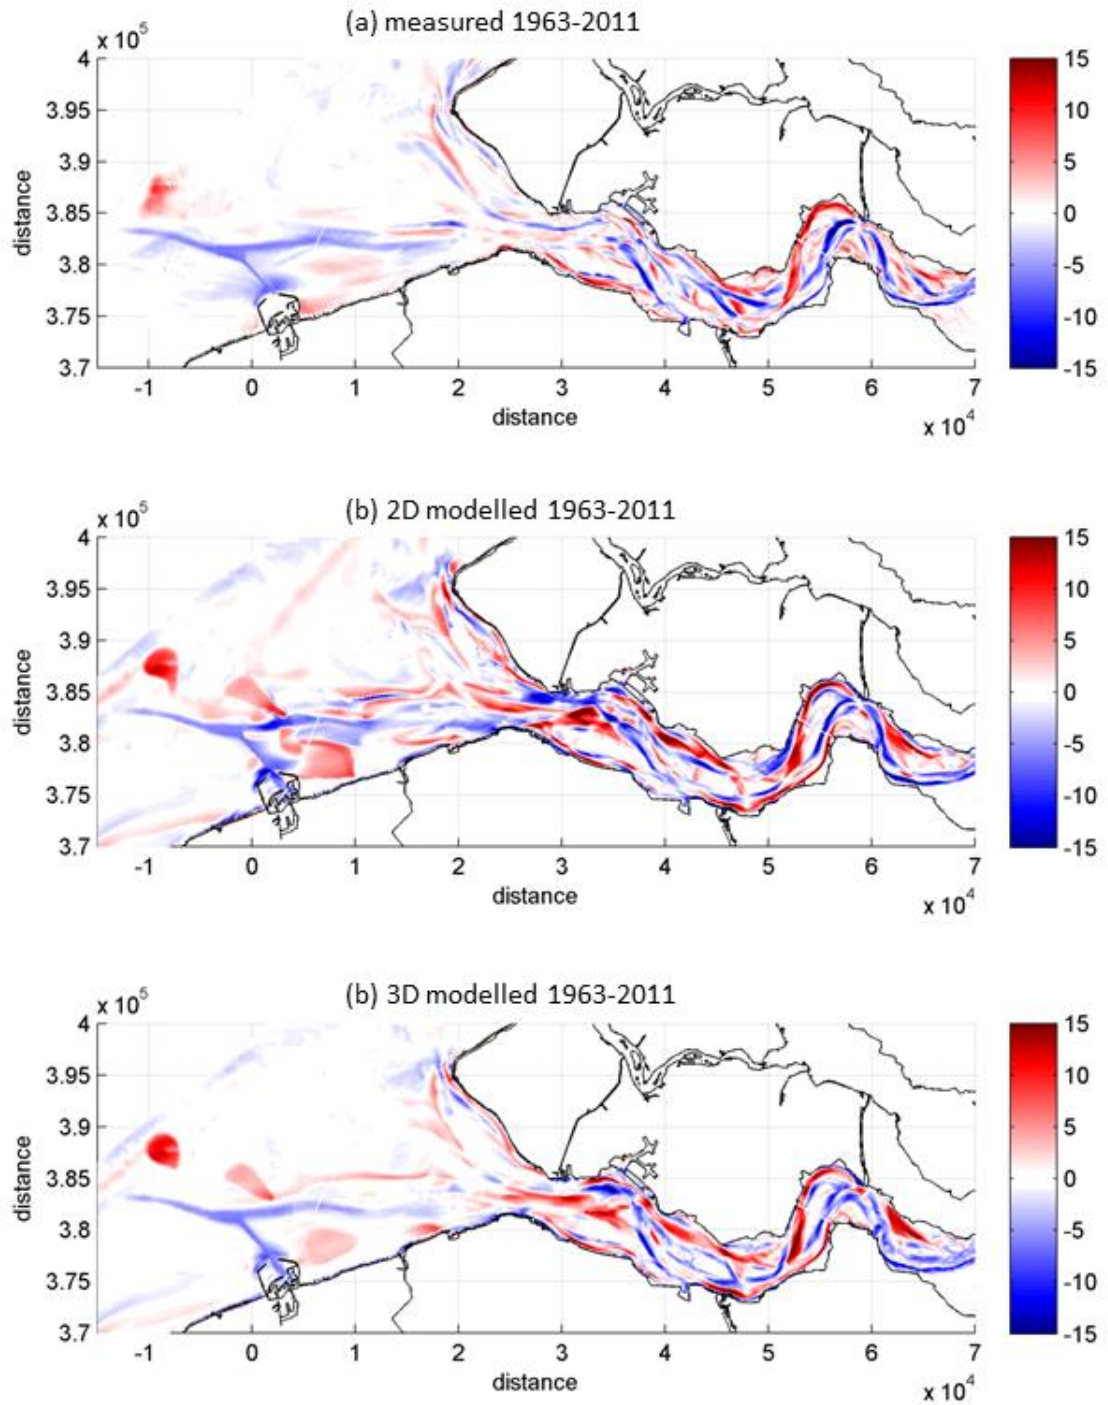 (a) measured 1963-2011
x 10^5
4
3.95
3.9
3.85
3.8
3.75
3.7
distance
-1 0 1 2 3 4 5 6 7
distance
x 10^4
15
10
5
0
-5
-10
-15
(b) 2D modelled 1963-2011
x 10^5
4
3.95
3.9
3.85
3.8
3.75
3.7
distance
-1 0 1 2 3 4 5 6 7
distance
x 10^4
15
10
5
0
-5
-10
-15
(b) 3D modelled 1963-2011
x 10^5
4
3.95
3.9
3.85
3.8
3.75
3.7
distance
-1 0 1 2 3 4 5 6 7
distance
x 10^4
15
10
5
0
-5
-10
-15